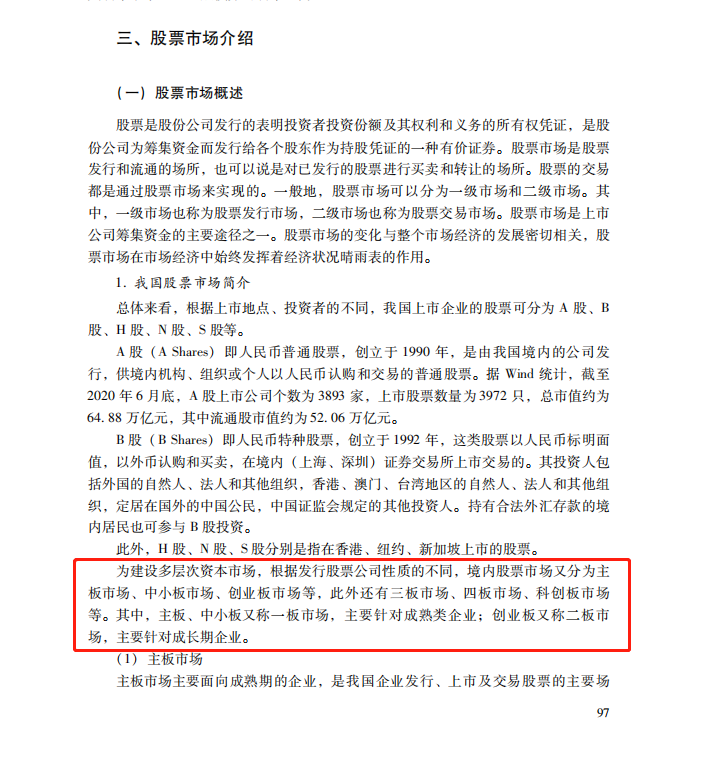 三、股票市场介绍
（一）股票市场概述
股票是股份公司发行的表明投资者投资份额及其权利和义务的所有权凭证，是股
份公司为筹集资金而发行给各个股东作为持股凭证的一种有价证券。股票市场是股票
发行和流通的场所，也可以说是对已发行的股票进行买卖和转让的场所。股票的交易
都是通过股票市场来实现的。一般地，股票市场可以分为一级市场和二级市场。其
中，一级市场也称为股票发行市场，二级市场也称为股票交易市场。股票市场是上市
公司筹集资金的主要途径之一。股票市场的变化与整个市场经济的发展密切相关，股
票市场在市场经济中始终发挥着经济状况晴雨表的作用。
1. 我国股票市场简介
总体来看，根据上市地点、投资者的不同，我国上市企业的股票可分为 A 股、B
股、H 股、N 股、S 股等。
A 股（A Shares）即人民币普通股票，创立于 1990 年，是由我国境内的公司发
行，供境内机构、组织或个人以人民币认购和交易的普通股票。据 Wind 统计，截至
2020 年 6 月底，A 股上市公司个数为 3893 家，上市股票数量为 3972 只，总市值约为
64. 88 万亿元，其中流通股市值约为 52. 06 万亿元。
B 股（B Shares）即人民币特种股票，创立于 1992 年，这类股票以人民币标明面
值，以外币认购和买卖，在境内（上海、深圳）证券交易所上市交易的。其投资人包
括外国的自然人、法人和其他组织，香港、澳门、台湾地区的自然人、法人和其他组
织，定居在国外的中国公民，中国证监会规定的其他投资人。持有合法外汇存款的境
内居民也可参与 B 股投资。
此外，H 股、N 股、S 股分别是指在香港、纽约、新加坡上市的股票。
为建设多层次资本市场，根据发行股票公司性质的不同，境内股票市场又分为主
板市场、中小板市场、创业板市场等，此外还有三板市场、四板市场、科创板市场
等。其中，主板、中小板又称一板市场，主要针对成熟类企业；创业板又称二板市
场，主要针对成长期企业。
（1）主板市场
主板市场主要面向成熟期的企业，是我国企业发行、上市及交易股票的主要场
97